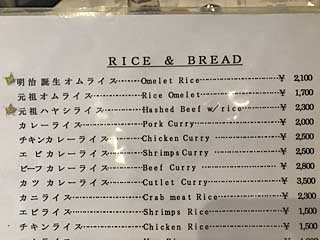 RICE & BREAD
明治誕生オムライス………Omelet Rice………………¥ 2,100
元祖オムライス…………Rice Omelet………………¥ 1,700
元祖ハヤシライス………Hashed Beef w/rice………¥ 2,300
カレーライス……………Pork Curry………………¥ 2,000
チキンカレーライス………Chicken Curry……………¥ 2,500
エビカレーライス…………Shrimps Curry……………¥ 2,500
ビーフカレーライス………Beef Curry………………¥ 2,800
カツカレーライス…………Cutlet Curry……………¥ 3,500
カニライス………………Crab meat Rice……………¥ 2,300
エビライス………………Shrimps Rice………………¥ 1,500
チキンライス……………Chicken Rice………………¥ 1,500